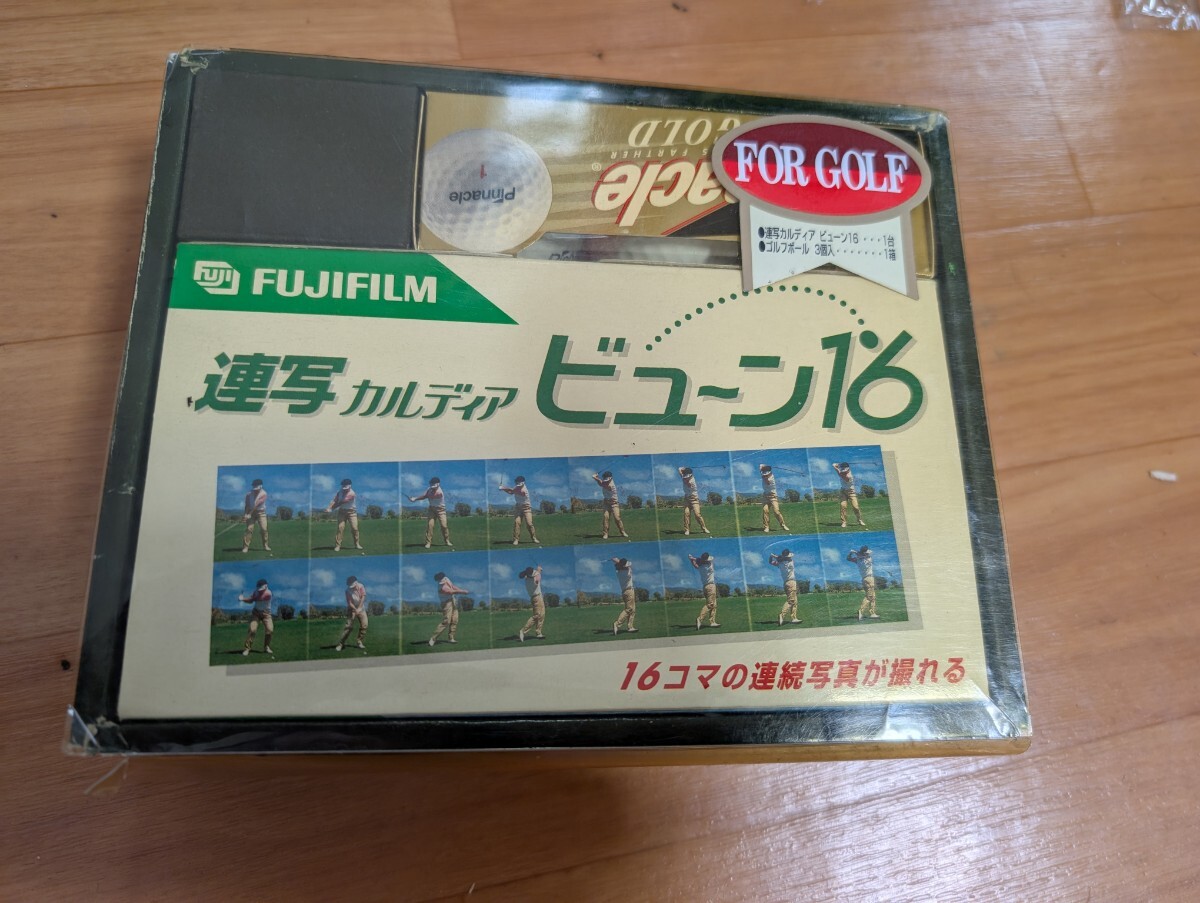 GOLD
S FARTHER
nacle
®
Pinnacle
1
FOR GOLF
●連写カルディア ビューン16・・・1台
●ゴルフボール 3個入・・・・・・・1箱
FUJI FUJIFILM
連写カルディア ビュ〜ン16
16コマの連続写真が撮れる